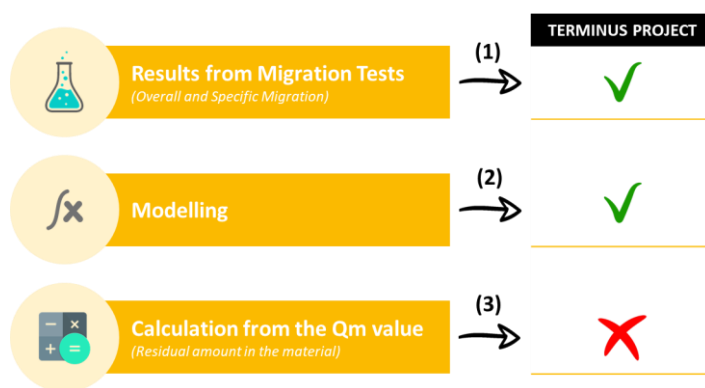 TERMINUS PROJECT
Results from Migration Tests
(Overall and Specific Migration)
(1)
Modelling
(2)
Calculation from the Qm value
(Residual amount in the material)
(3)